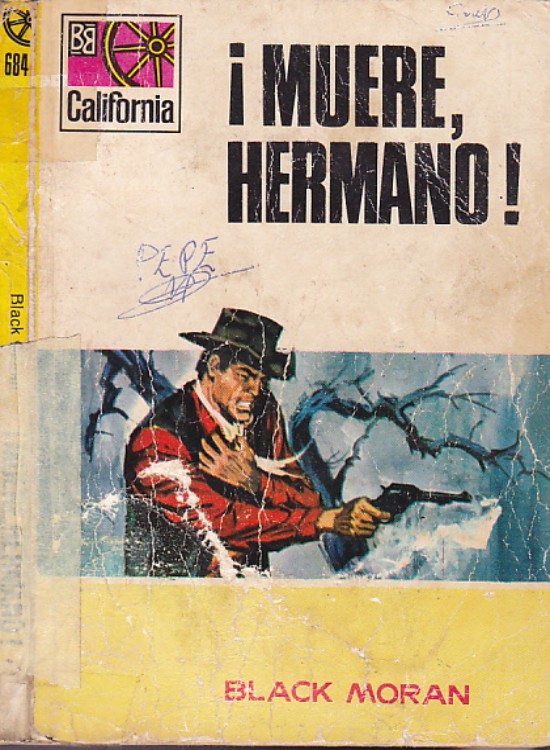 684
BB
California
¡MUERE,
HERMANO!
PEPE
Black
BLACK MORAN